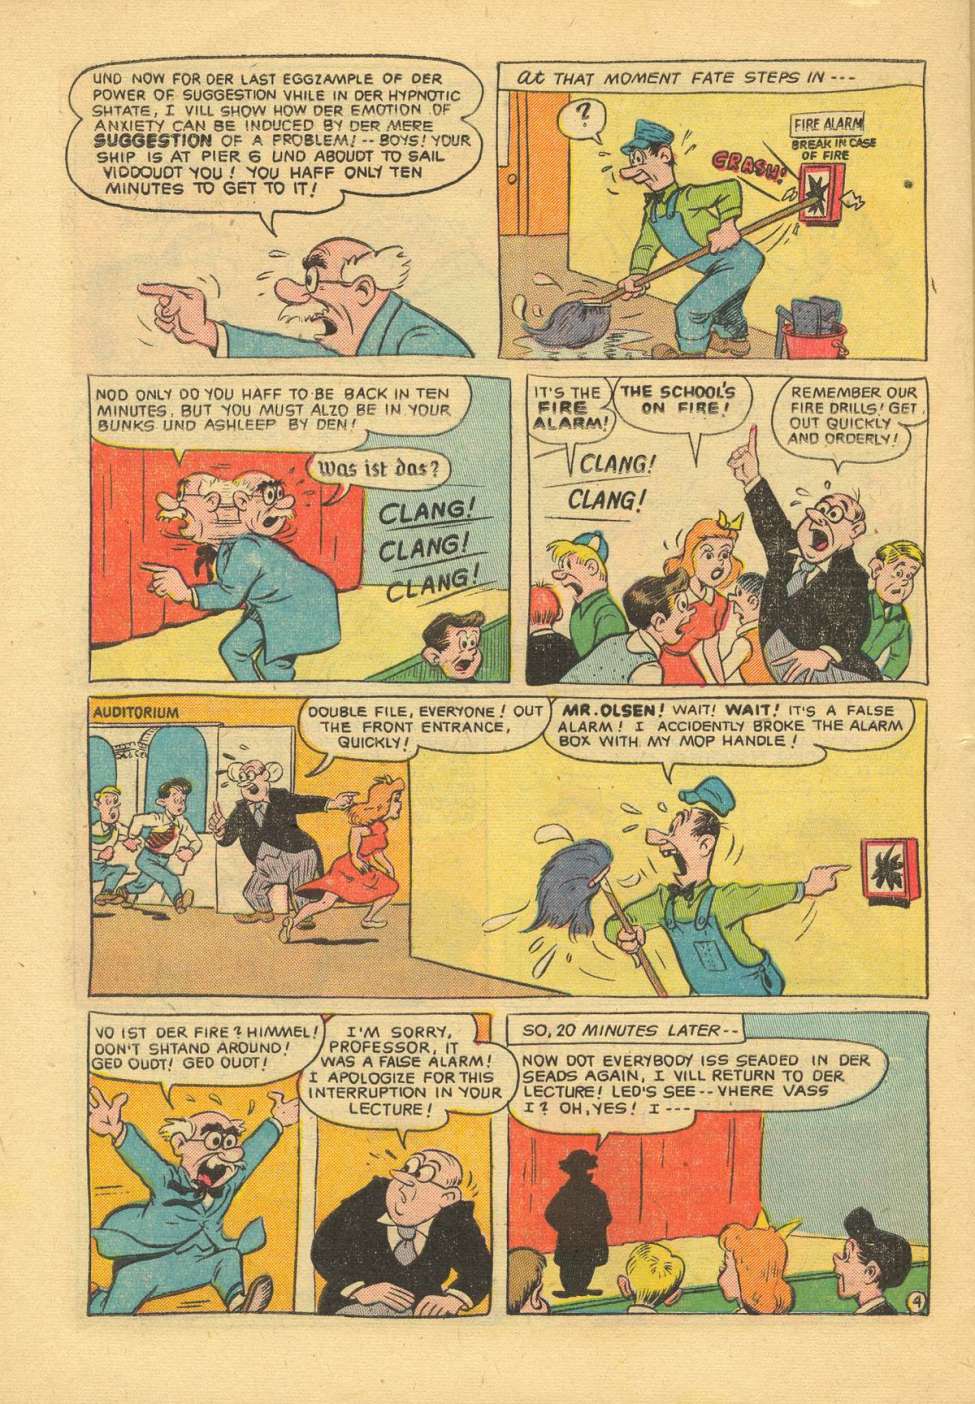 UND NOW FOR DER LAST EGGZAMPLE OF DER
POWER OF SUGGESTION VHILE IN DER HYPNOTIC
SHTATE, I VILL SHOW HOW DER EMOTION OF
ANXIETY CAN BE INDUCED BY DER MERE
SUGGESTION OF A PROBLEM! -- BOYS! YOUR
SHIP IS AT PIER 6 UND ABOUDT TO SAIL
VIDDOUDT YOU! YOU HAFF ONLY TEN
MINUTES TO GET TO IT!
At THAT MOMENT FATE STEPS IN ---
?
CRASH!
FIRE ALARM
BREAK IN CASE
OF FIRE
NOD ONLY DO YOU HAFF TO BE BACK IN TEN
MINUTES, BUT YOU MUST ALZO BE IN YOUR
BUNKS UND ASHLEEP BY DEN!
Was ist das?
CLANG!
CLANG!
CLANG!
IT'S THE
FIRE
ALARM!
THE SCHOOL'S
ON FIRE!
REMEMBER OUR
FIRE DRILLS! GET
OUT QUICKLY
AND ORDERLY!
CLANG!
CLANG!
AUDITORIUM
DOUBLE FILE, EVERYONE! OUT
THE FRONT ENTRANCE,
QUICKLY!
MR. OLSEN! WAIT! WAIT! IT'S A FALSE
ALARM! I ACCIDENTLY BROKE THE ALARM
BOX WITH MY MOP HANDLE!
VO IST DER FIRE? HIMMEL!
DON'T SHTAND AROUND!
GED OUDT! GED OUDT!
I'M SORRY,
PROFESSOR, IT
WAS A FALSE ALARM!
I APOLOGIZE FOR THIS
INTERRUPTION IN YOUR
LECTURE!
SO, 20 MINUTES LATER--
NOW DOT EVERYBODY ISS SEADED IN DER
SEADS AGAIN, I VILL RETURN TO DER
LECTURE! LED'S SEE -- VHERE VASS
I? OH, YES! I ---
4